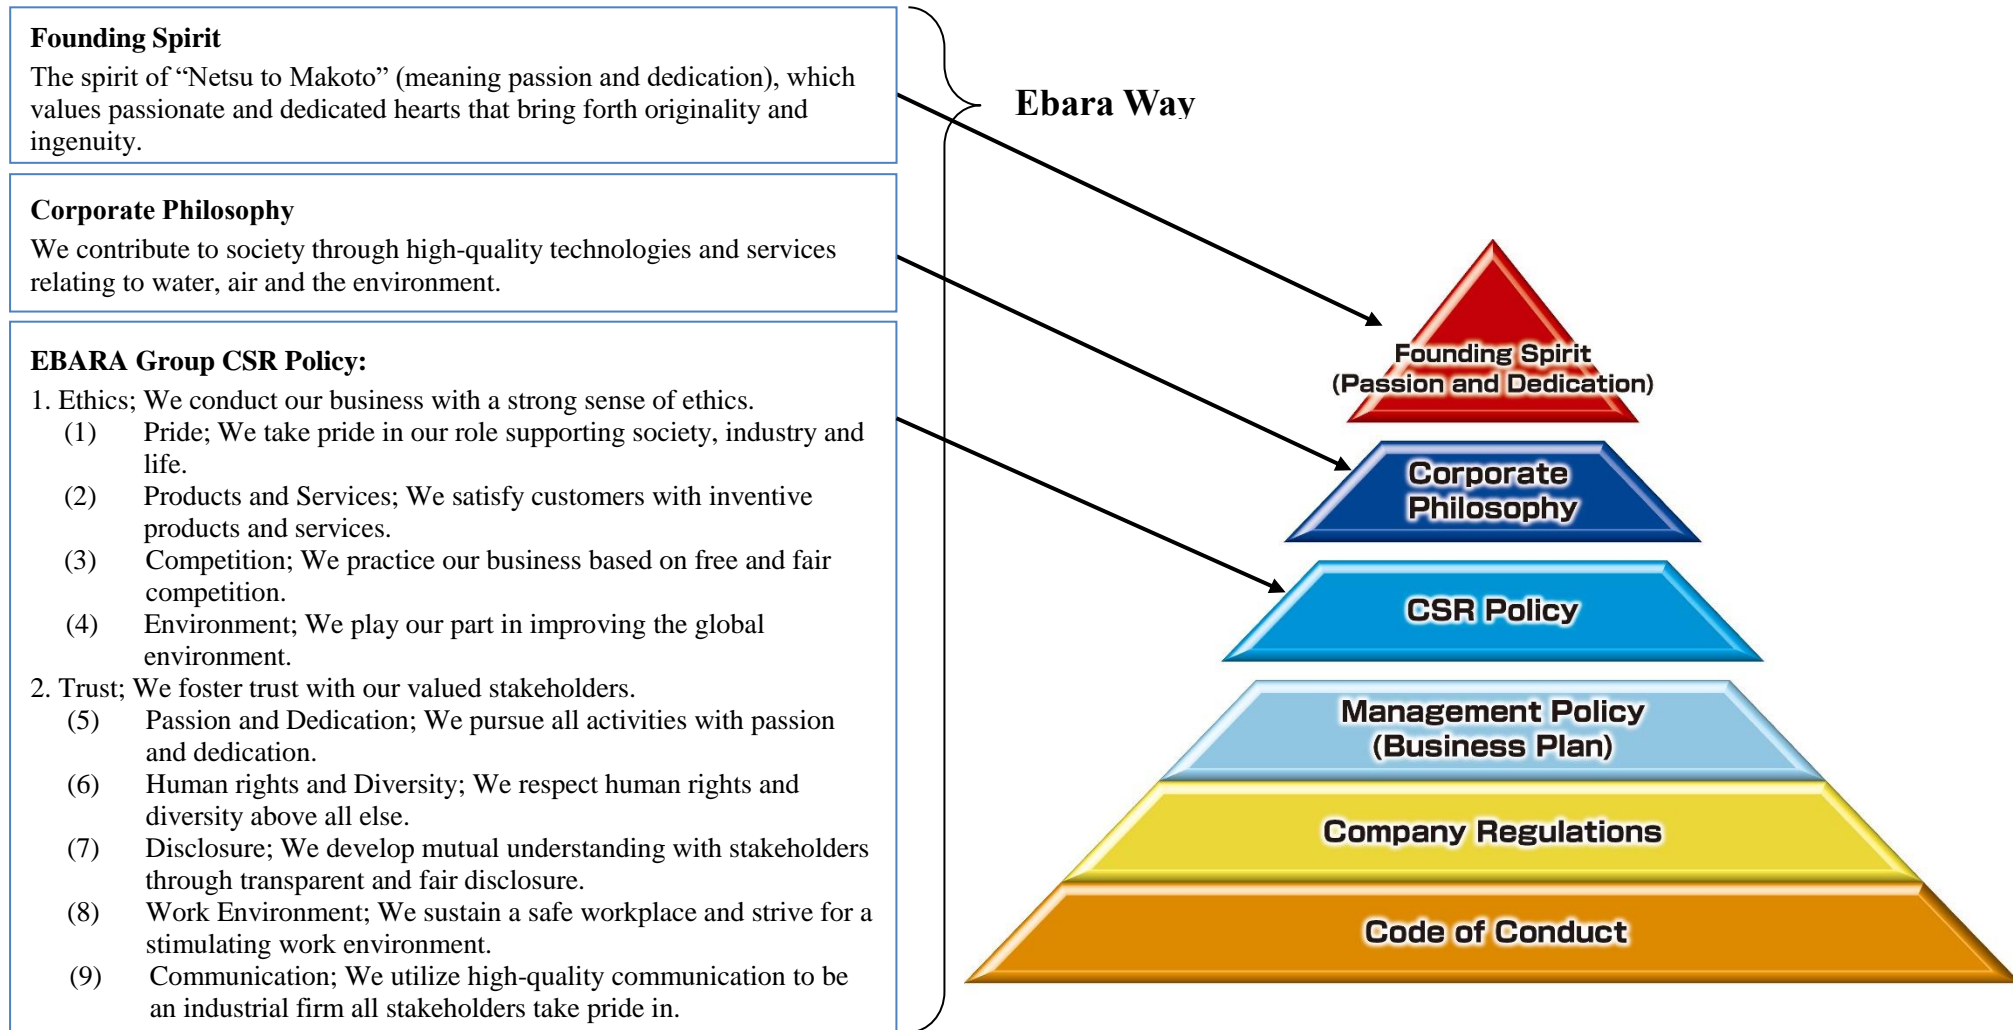 Founding Spirit
The spirit of “Netsu to Makoto” (meaning passion and dedication), which
values passionate and dedicated hearts that bring forth originality and
ingenuity.
Corporate Philosophy
We contribute to society through high-quality technologies and services
relating to water, air and the environment.
EBARA Group CSR Policy:
1. Ethics; We conduct our business with a strong sense of ethics.
(1) Pride; We take pride in our role supporting society, industry and
life.
(2) Products and Services; We satisfy customers with inventive
products and services.
(3) Competition; We practice our business based on free and fair
competition.
(4) Environment; We play our part in improving the global
environment.
2. Trust; We foster trust with our valued stakeholders.
(5) Passion and Dedication; We pursue all activities with passion
and dedication.
(6) Human rights and Diversity; We respect human rights and
diversity above all else.
(7) Disclosure; We develop mutual understanding with stakeholders
through transparent and fair disclosure.
(8) Work Environment; We sustain a safe workplace and strive for a
stimulating work environment.
(9) Communication; We utilize high-quality communication to be
an industrial firm all stakeholders take pride in.
Ebara Way
Founding Spirit
(Passion and Dedication)
Corporate
Philosophy
CSR Policy
Management Policy
(Business Plan)
Company Regulations
Code of Conduct